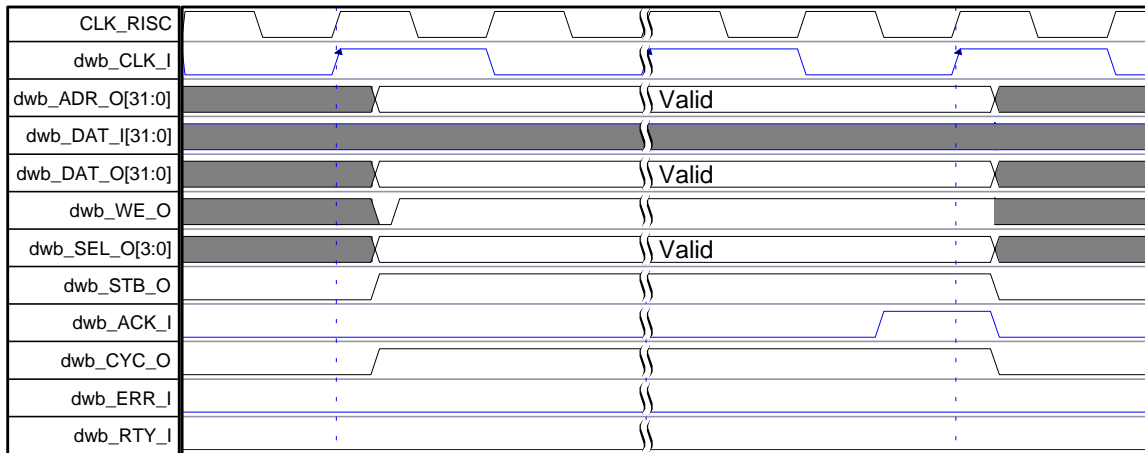 CLK_RISC
dwb_CLK_I
dwb_ADR_O[31:0] Valid
dwb_DAT_I[31:0]
dwb_DAT_O[31:0] Valid
dwb_WE_O
dwb_SEL_O[3:0] Valid
dwb_STB_O
dwb_ACK_I
dwb_CYC_O
dwb_ERR_I
dwb_RTY_I